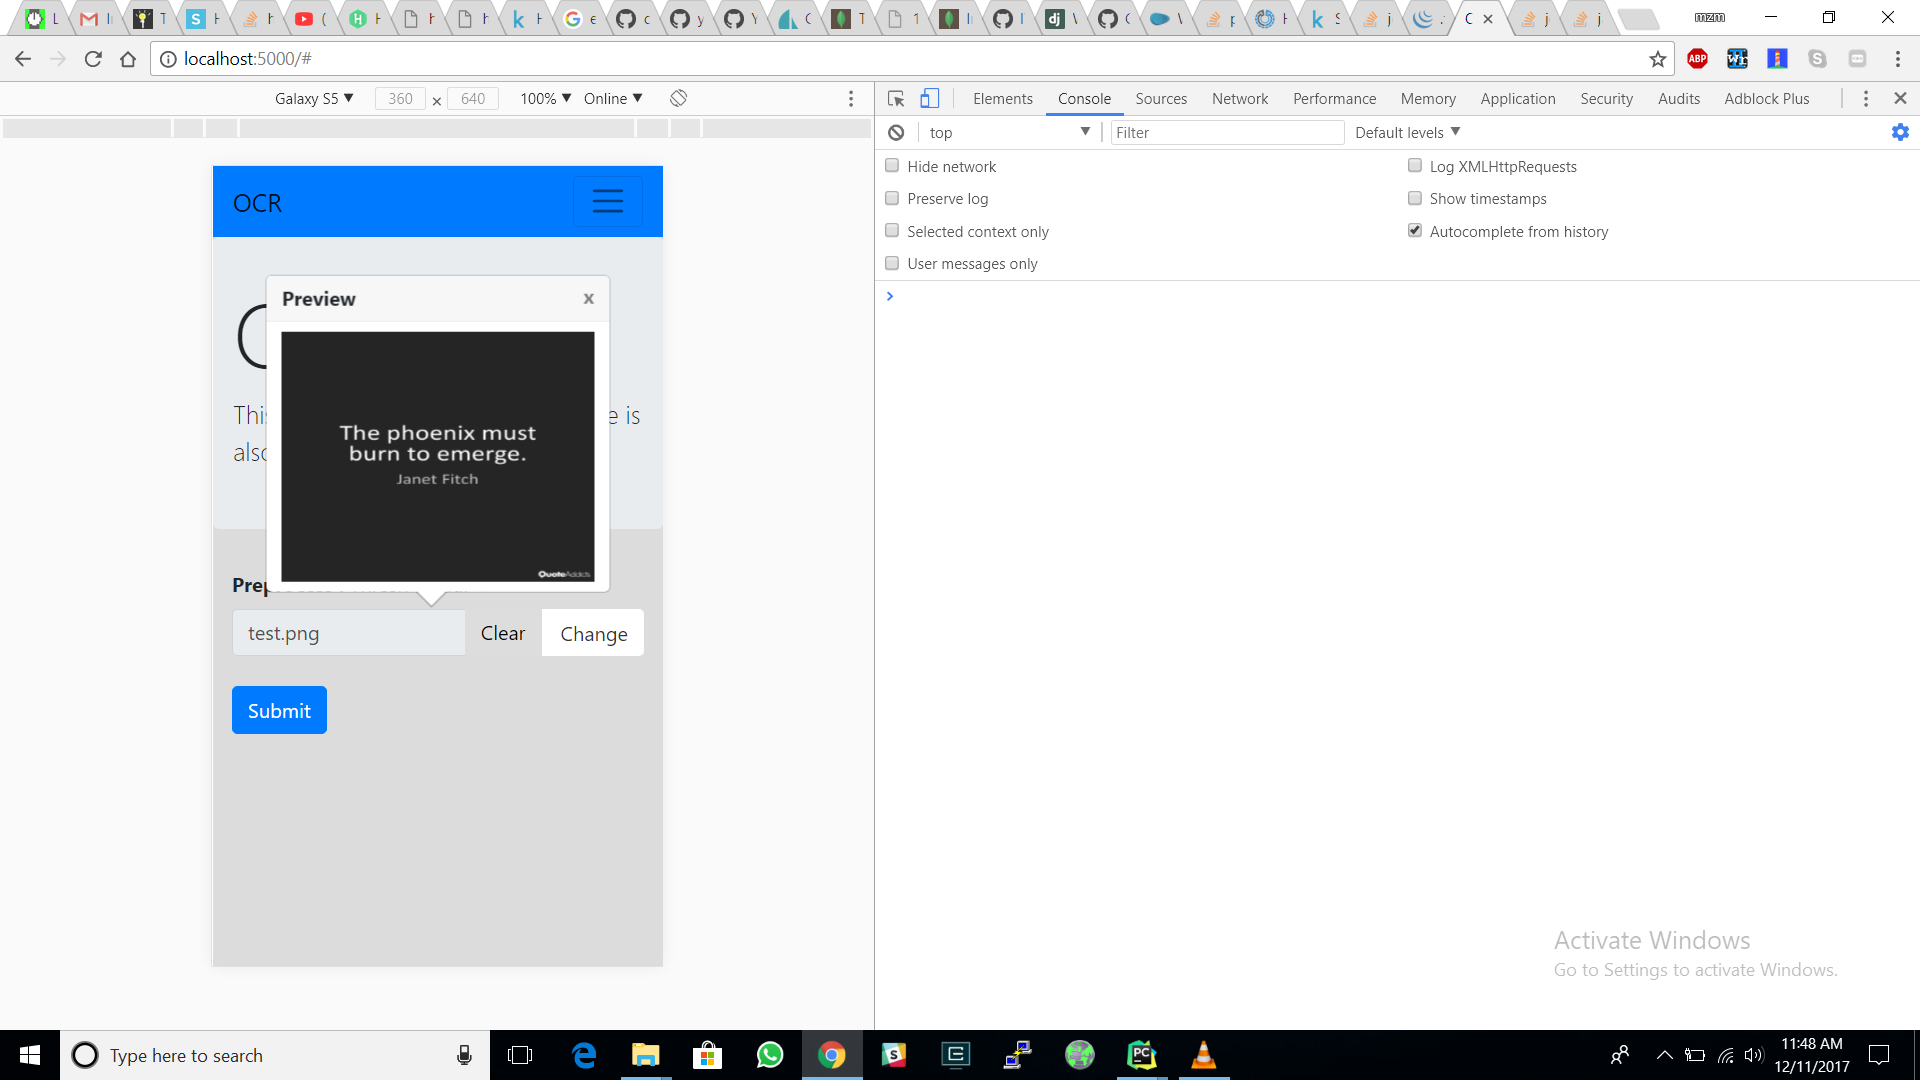 mzm
localhost:5000/#
ABP
Galaxy S5 ▼ 360 × 640 100% ▼ Online ▼
Elements Console Sources Network Performance Memory Application Security Audits Adblock Plus
top ▼ Filter Default levels ▼
Hide network
Log XMLHttpRequests
Preserve log
Show timestamps
Selected context only
Autocomplete from history
User messages only
OCR
Preview x
The phoenix must
burn to emerge.
Janet Fitch
QuoteAddicts
This
e is
also
test.png Clear Change
Submit
Activate Windows
Go to Settings to activate Windows.
Type here to search
11:48 AM
12/11/2017